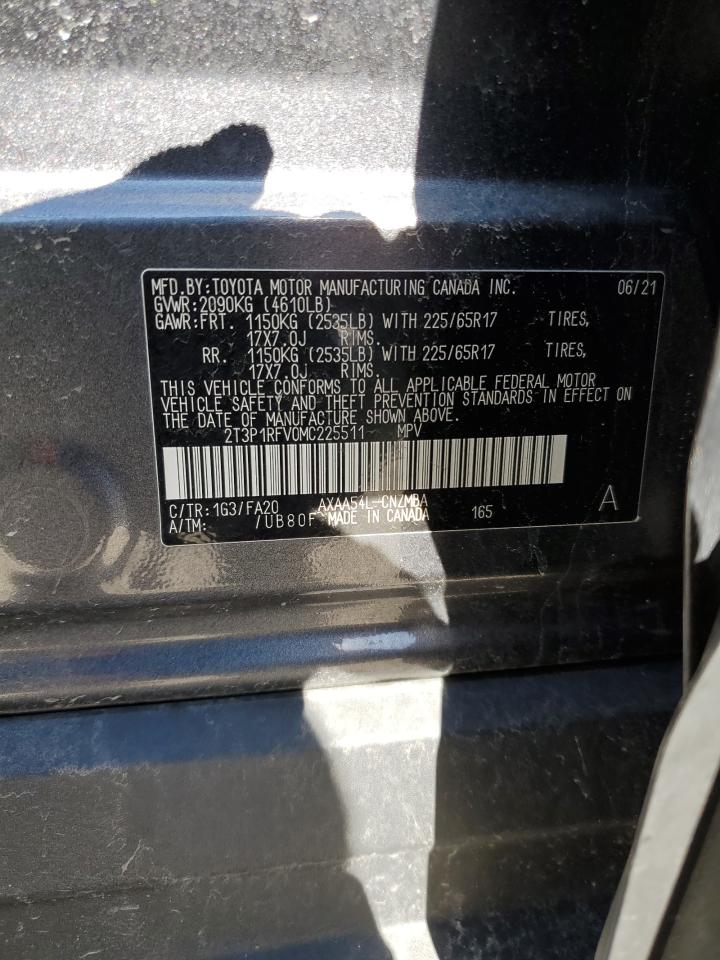 MFD.BY:TOYOTA MOTOR MANUFACTURING CANADA INC. 06/21
GVWR:2090KG (4610LB)
GAWR:FRT. 1150KG (2535LB) WITH 225/65R17 TIRES,
17X7.0J RIMS.
RR. 1150KG (2535LB) WITH 225/65R17 TIRES,
17X7.0J RIMS.
THIS VEHICLE CONFORMS TO ALL APPLICABLE FEDERAL MOTOR
VEHICLE SAFETY AND THEFT PREVENTION STANDARDS IN EFFECT ON
THE DATE OF MANUFACTURE SHOWN ABOVE.
2T3P1RFV0MC225511 MPV
C/TR:1G3/FA20 AXAA54L-CNZMBA 165 A
A/TM: /UB80F MADE IN CANADA